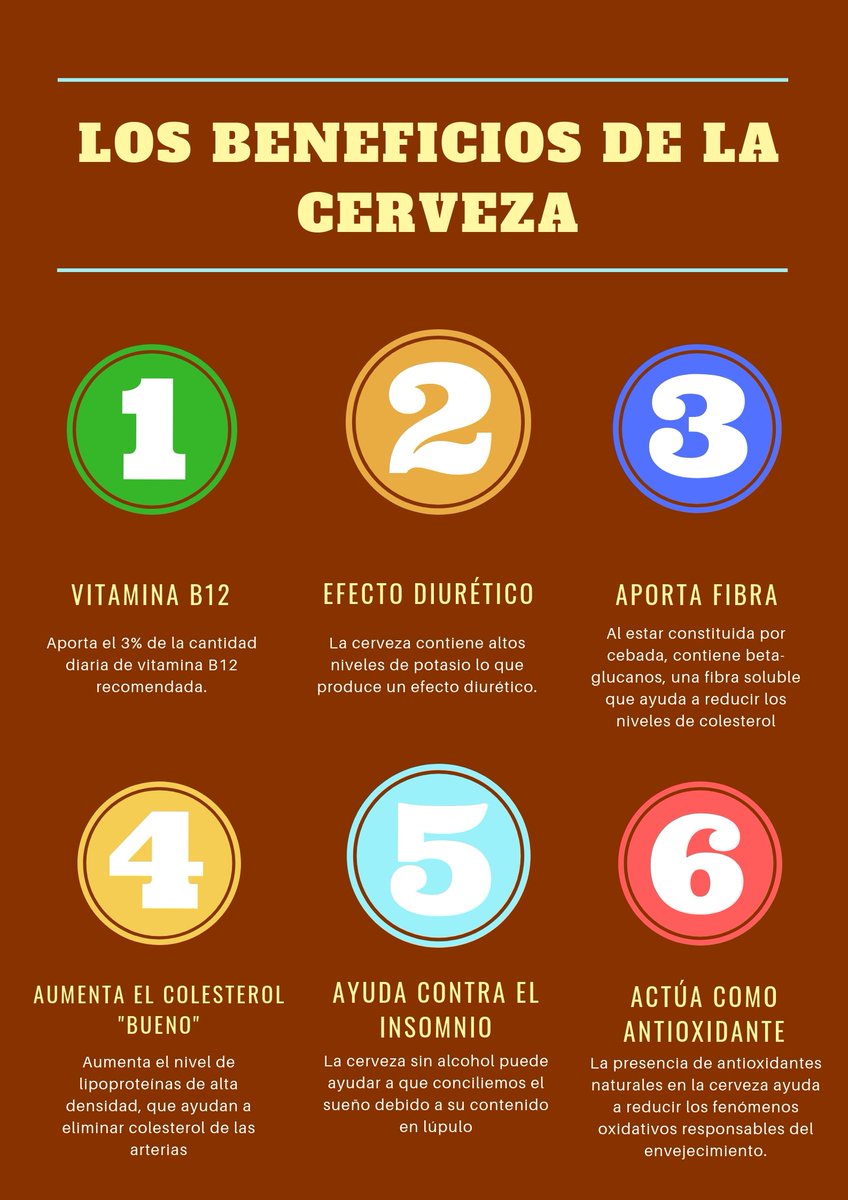 LOS BENEFICIOS DE LA
CERVEZA
1
2
3
VITAMINA B12
Aporta el 3% de la cantidad
diaria de vitamina B12
recomendada.
EFECTO DIURÉTICO
La cerveza contiene altos
niveles de potasio lo que
produce un efecto diurético.
APORTA FIBRA
Al estar constituida por
cebada, contiene beta-
glucanos, una fibra soluble
que ayuda a reducir los
niveles de colesterol
4
5
6
AUMENTA EL COLESTEROL
"BUENO"
Aumenta el nivel de
lipoproteínas de alta
densidad, que ayudan a
eliminar colesterol de las
arterias
AYUDA CONTRA EL
INSOMNIO
La cerveza sin alcohol puede
ayudar a que conciliemos el
sueño debido a su contenido
en lúpulo
ACTÚA COMO
ANTIOXIDANTE
La presencia de antioxidantes
naturales en la cerveza ayuda
a reducir los fenómenos
oxidativos responsables del
envejecimiento.